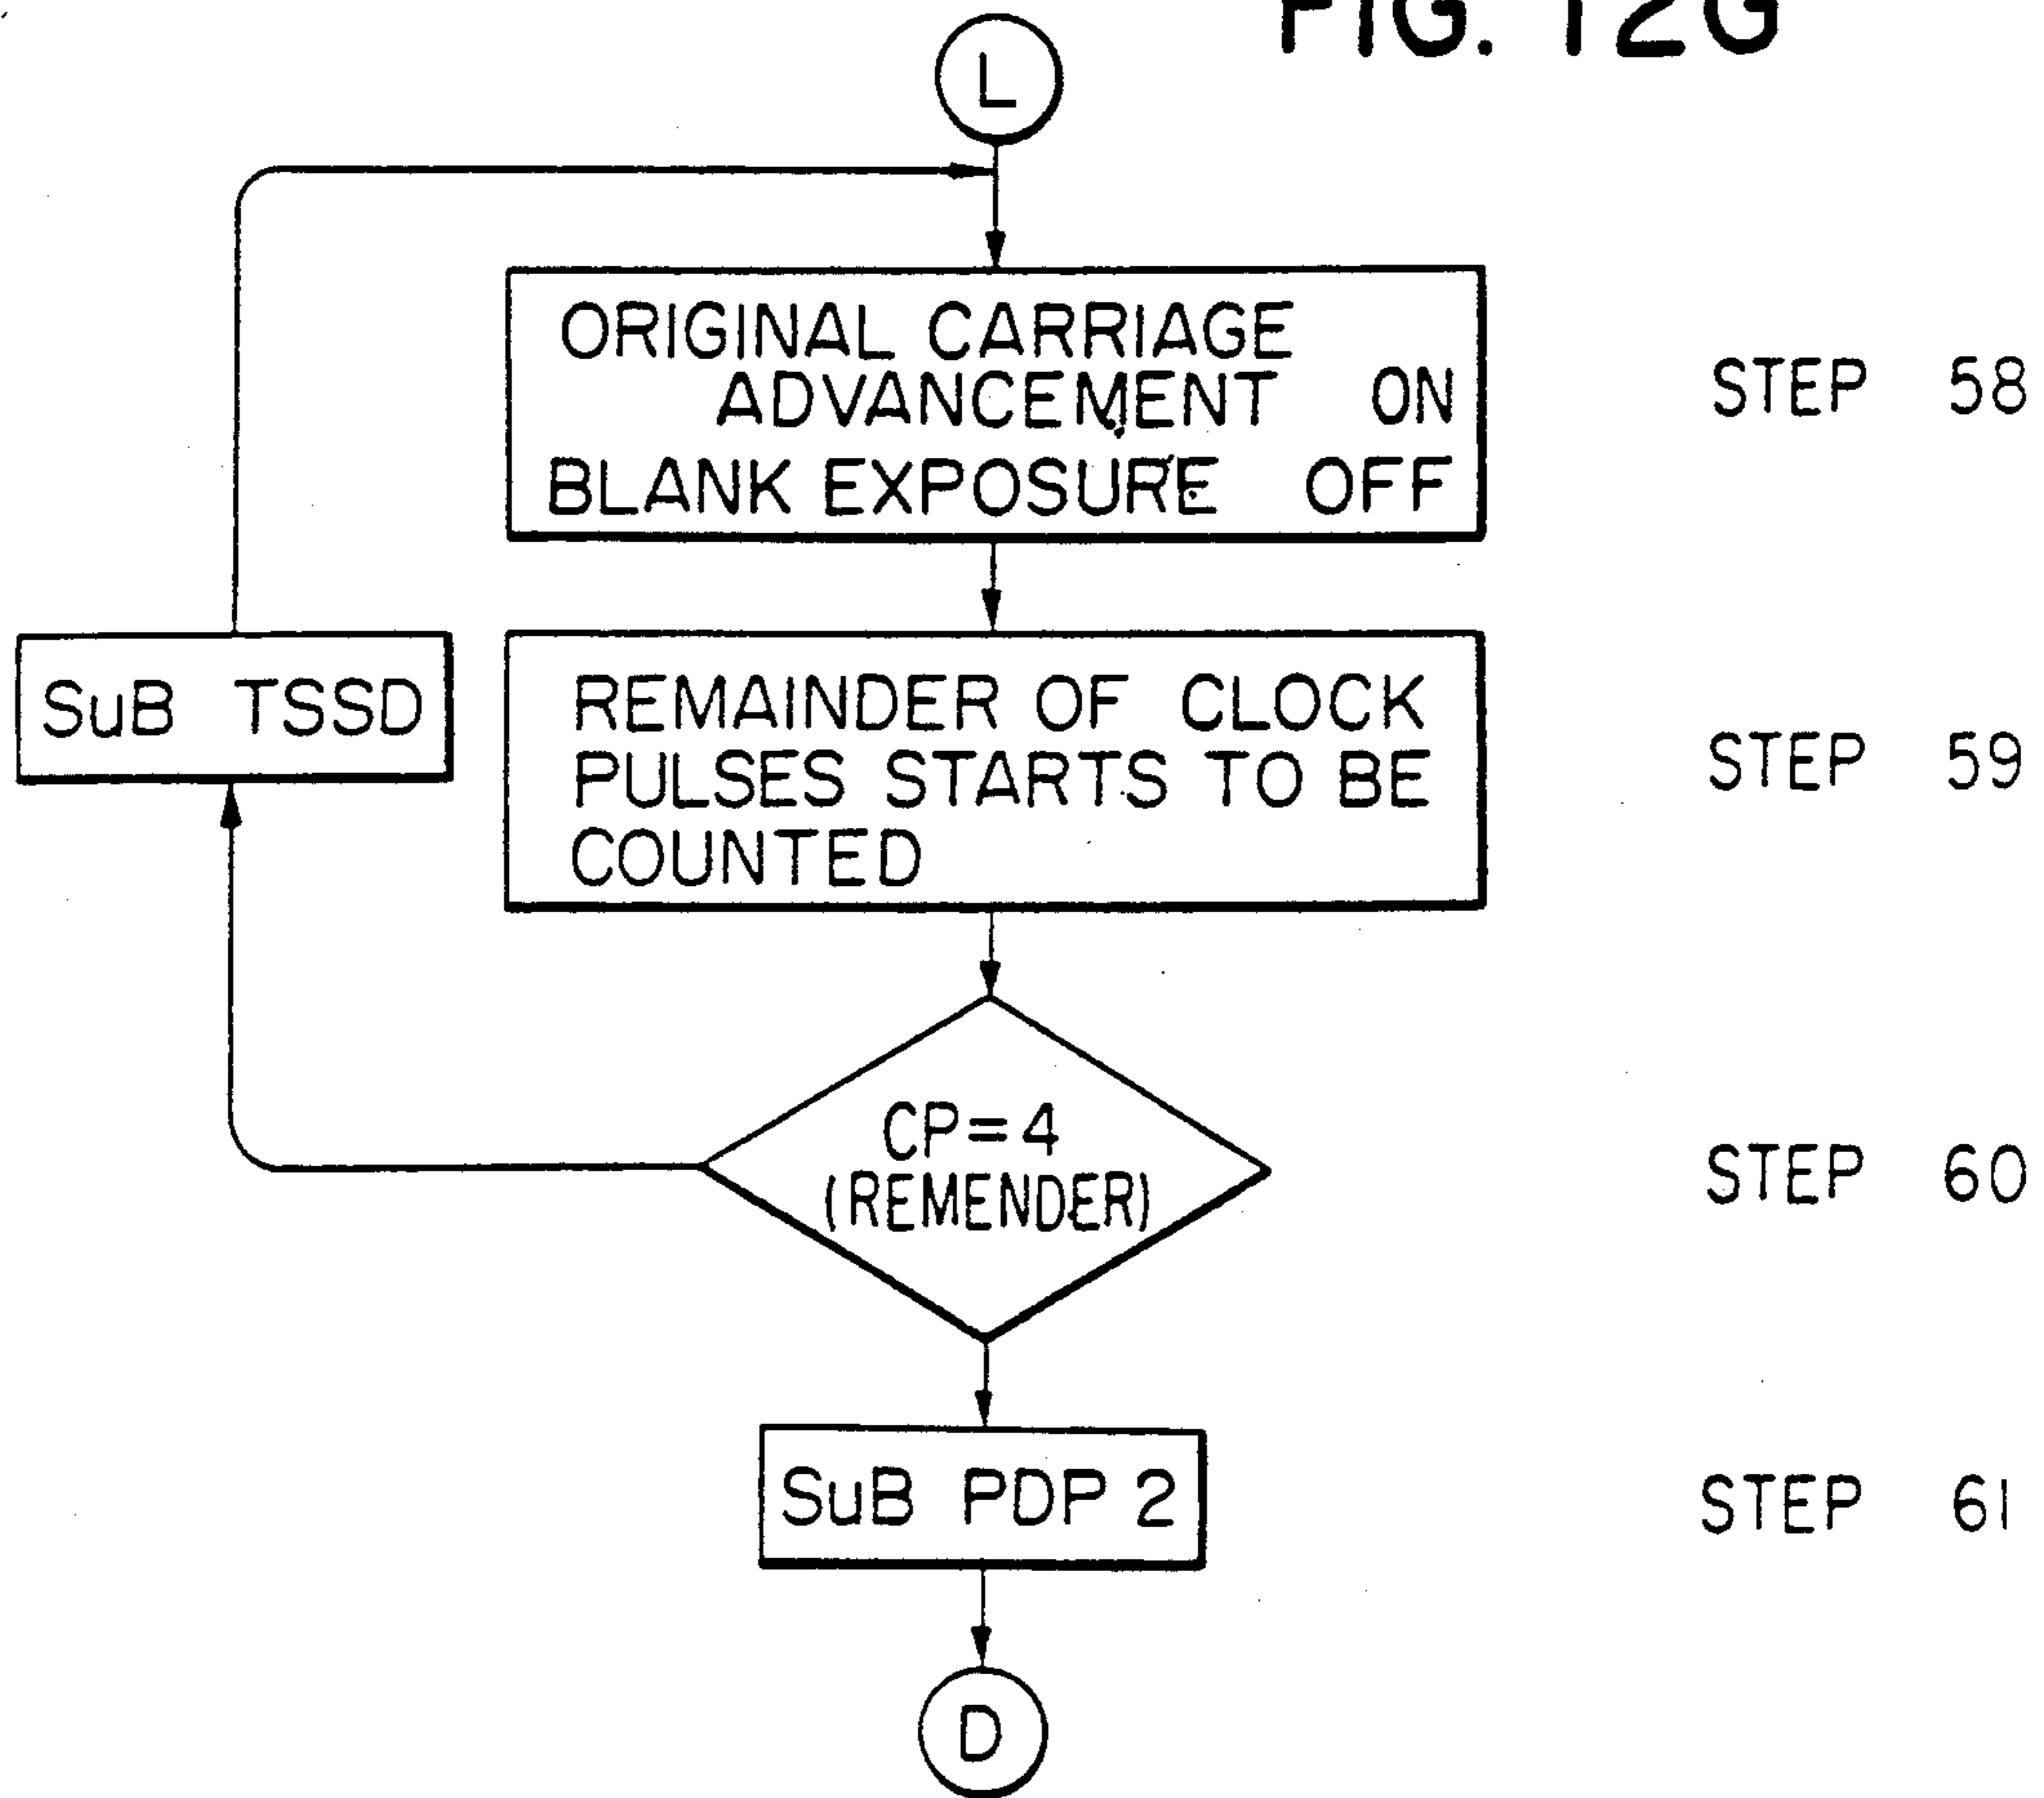 FIG. 12G
L
ORIGINAL CARRIAGE
ADVANCEMENT ON
BLANK EXPOSURE OFF
STEP 58
SuB TSSD
REMAINDER OF CLOCK
PULSES STARTS TO BE
COUNTED
STEP 59
CP=4
(REMENDER)
STEP 60
SuB PDP 2
STEP 61
D